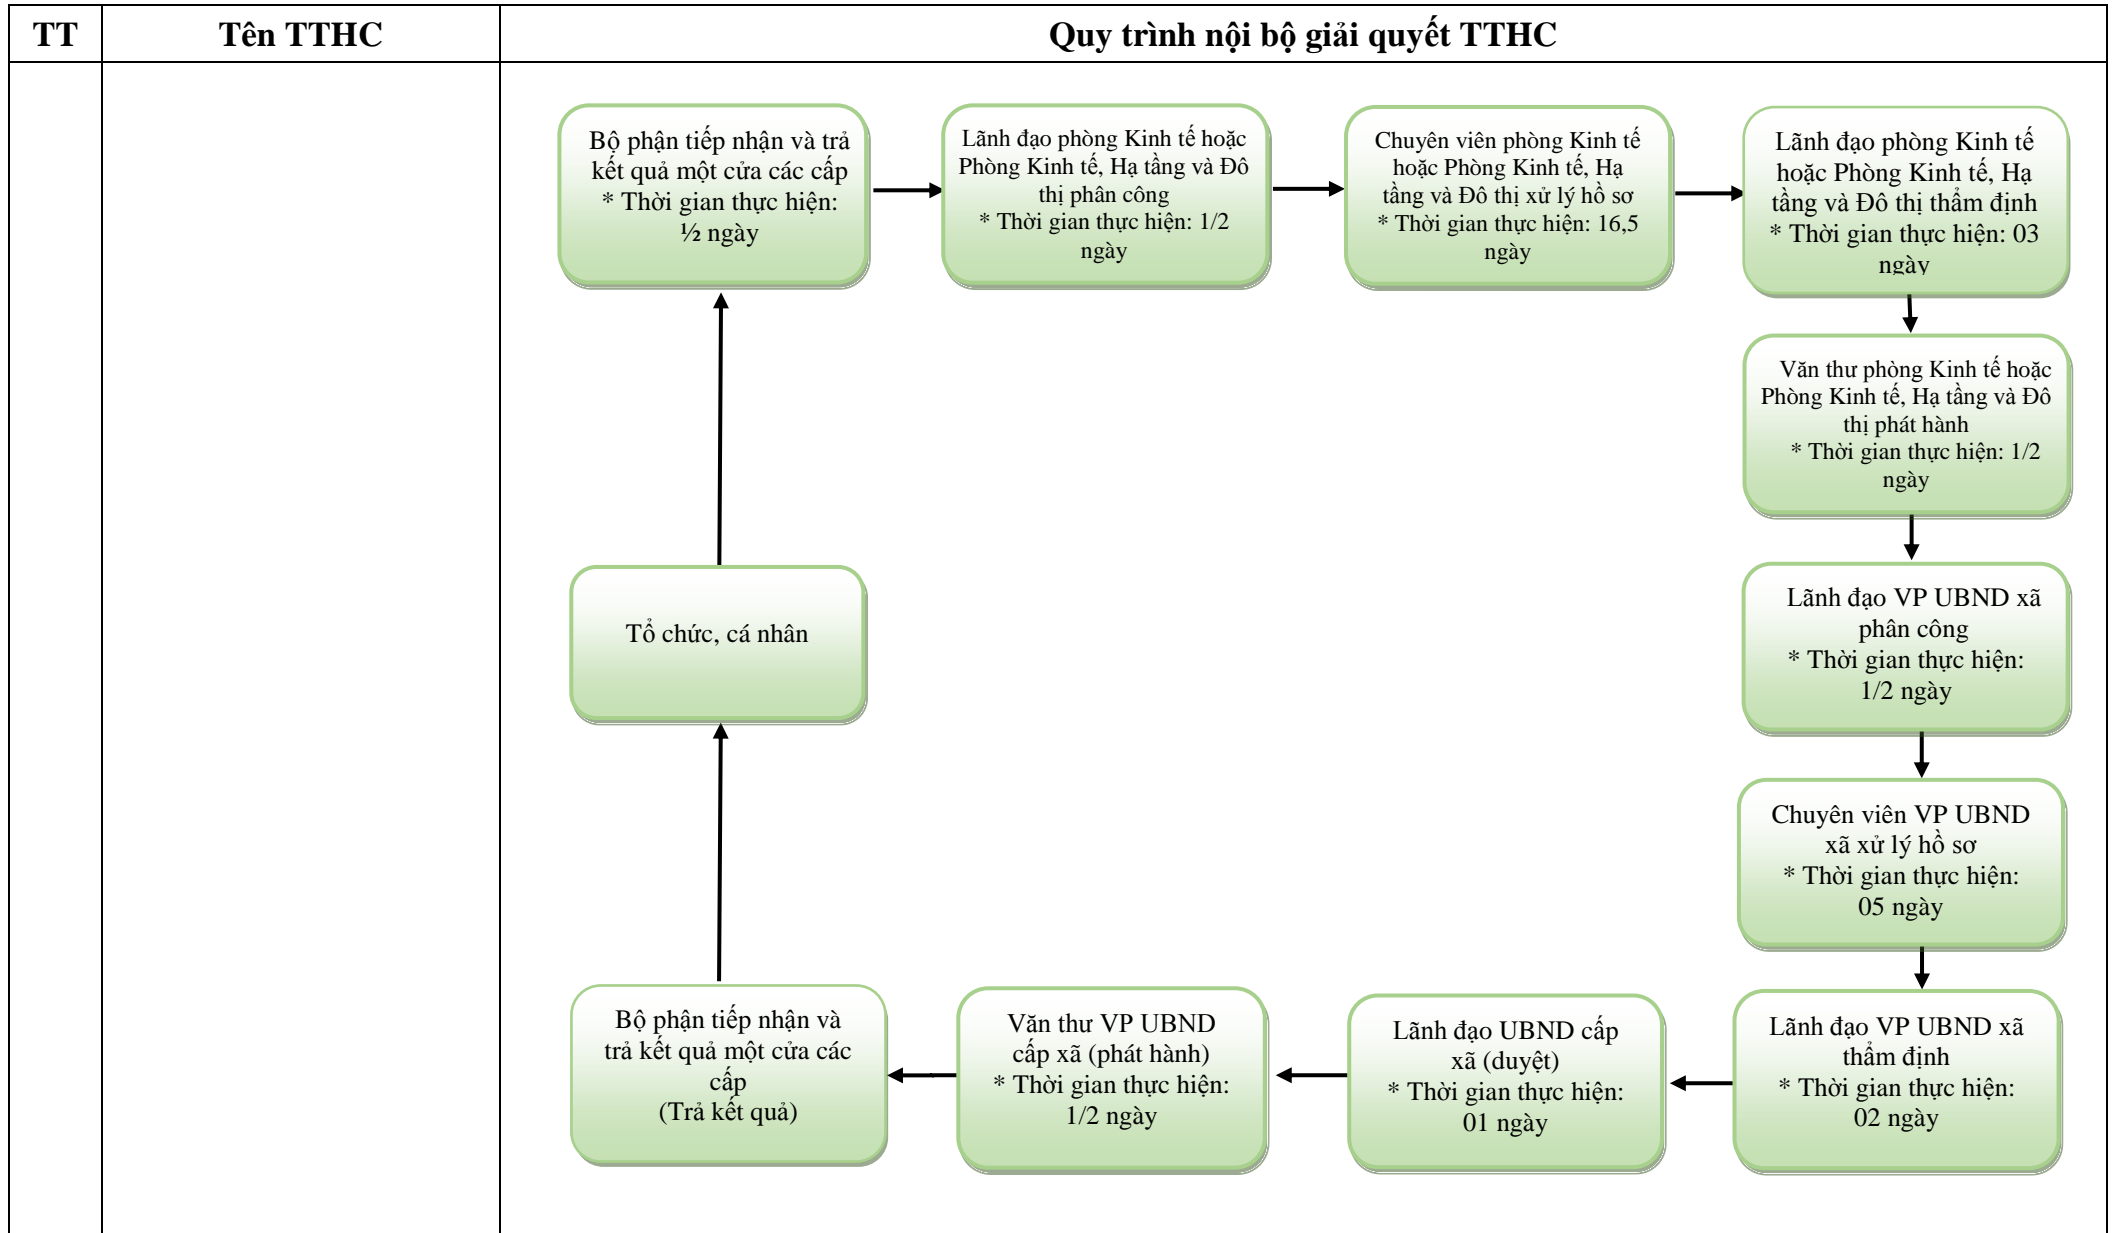 TT
Tên TTHC
Quy trình nội bộ giải quyết TTHC
Bộ phận tiếp nhận và trả
kết quả một cửa các cấp
* Thời gian thực hiện:
½ ngày
Lãnh đạo phòng Kinh tế hoặc
Phòng Kinh tế, Hạ tầng và Đô
thị phân công
* Thời gian thực hiện: 1/2
ngày
Chuyên viên phòng Kinh tế
hoặc Phòng Kinh tế, Hạ
tầng và Đô thị xử lý hồ sơ
* Thời gian thực hiện: 16,5
ngày
Lãnh đạo phòng Kinh tế
hoặc Phòng Kinh tế, Hạ
tầng và Đô thị thẩm định
* Thời gian thực hiện: 03
ngày
Văn thư phòng Kinh tế hoặc
Phòng Kinh tế, Hạ tầng và Đô
thị phát hành
* Thời gian thực hiện: 1/2
ngày
Tổ chức, cá nhân
Lãnh đạo VP UBND xã
phân công
* Thời gian thực hiện:
1/2 ngày
Chuyên viên VP UBND
xã xử lý hồ sơ
* Thời gian thực hiện:
05 ngày
Bộ phận tiếp nhận và
trả kết quả một cửa các
cấp
(Trả kết quả)
Văn thư VP UBND
cấp xã (phát hành)
* Thời gian thực hiện:
1/2 ngày
Lãnh đạo UBND cấp
xã (duyệt)
* Thời gian thực hiện:
01 ngày
Lãnh đạo VP UBND xã
thẩm định
* Thời gian thực hiện:
02 ngày